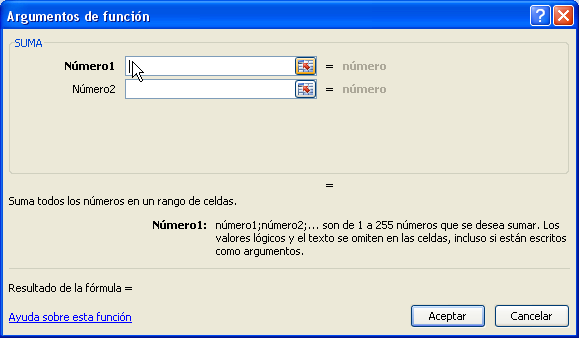 Argumentos de función
SUMA
Número1 = número
Número2 = número
=
Suma todos los números en un rango de celdas.
Número1: número1;número2;... son de 1 a 255 números que se desea sumar. Los
valores lógicos y el texto se omiten en las celdas, incluso si están escritos
como argumentos.
Resultado de la fórmula =
Ayuda sobre esta función
Aceptar
Cancelar